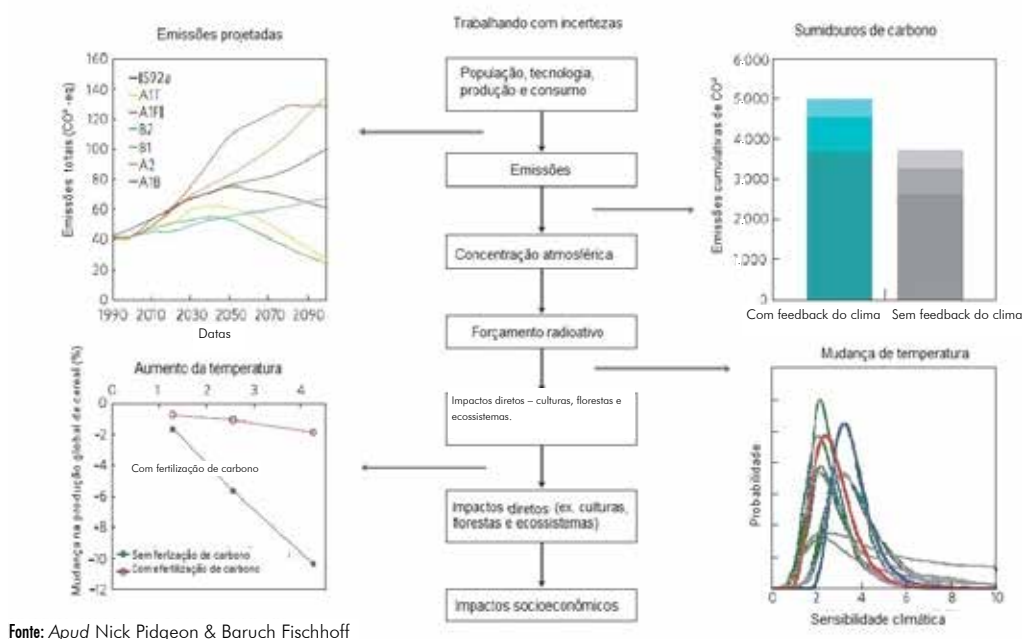 Trabalhando com incertezas
Emissões projetadas
Emissões totais (CO² -eq)
160
140
120
100
80
60
40
20
0
IS92a
A1T
A1FI
B2
B1
A2
A1B
1990 2010 2030 2050 2070 2090
Datas
População, tecnologia,
produção e consumo
Emissões
Concentração atmosférica
Forçamento radioativo
Impactos diretos – culturas, florestas e
ecossistemas.
Impactos diretos (ex. culturas,
florestas e ecossistemas)
Impactos socioeconômicos
Sumidouros de carbono
Emissões cumulativas de CO²
6.000
5.000
4.000
3.000
2.000
1.000
0
Com feedback do clima Sem feedback do clima
Aumento da temperatura
0 1 2 3 4
Mudança na produção global de cereal (%)
0
-2
-4
-6
-8
-10
-12
Com fertilização de carbono
Sem ferização de carbono
Com efertilização de carbono
Mudança de temperatura
Probabilidade
0 2 4 6 8 10
Sensibilidade climática
Fonte: Apud Nick Pidgeon & Baruch Fischhoff